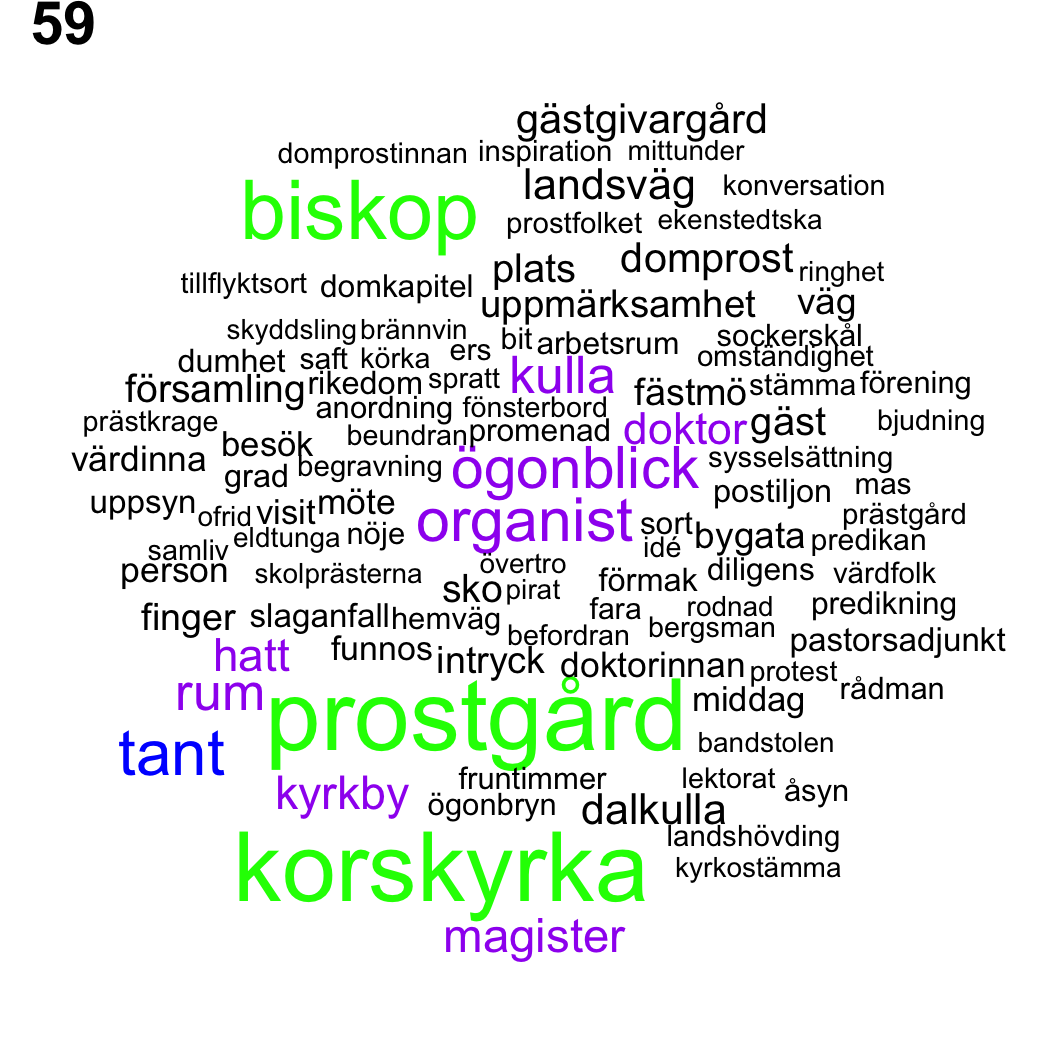 59
gästgivargård
domprostinnan inspiration mittunder
biskop landsväg konversation
prostfolket ekenstedtska
plats domprost ringhet
tillflyktsort domkapitel uppmärksamhet väg
skyddsling brännvin bit arbetsrum sockerskål
dumhet saft körka ers omständighet
församling rikedom spratt kulla fästmö stämma förening
prästkrage anordning fönsterbord bjudning
besök beundran promenad doktor gäst
värdinna grad begravning ögonblick sysselsättning
uppsyn ofrid visit möte postiljon mas
eldtunga nöje organist sort bygata prästgård
samliv idé predikan
person skolprästerna övertro förmak diligens värdfolk
sko pirat
finger slaganfall hemväg fara rodnad predikning
hatt funnos befordran bergsman pastorsadjunkt
intryck doktorinnan protest
rum prostgård middag rådman
tant bandstolen
kyrkby fruntimmer lektorat åsyn
ögonbryn dalkulla
korskyrka landshövding
kyrkostämma
magister